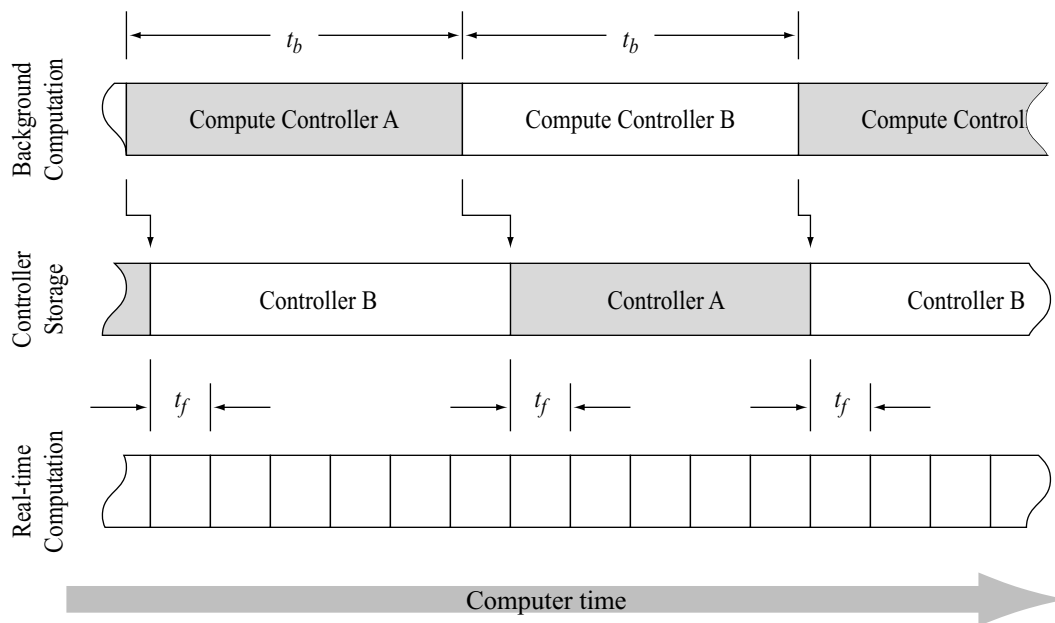 t_b
t_b
Background
Computation
Compute Controller A
Compute Controller B
Compute Control
Controller
Storage
Controller B
Controller A
Controller B
t_f
t_f
t_f
Real-time
Computation
Computer time